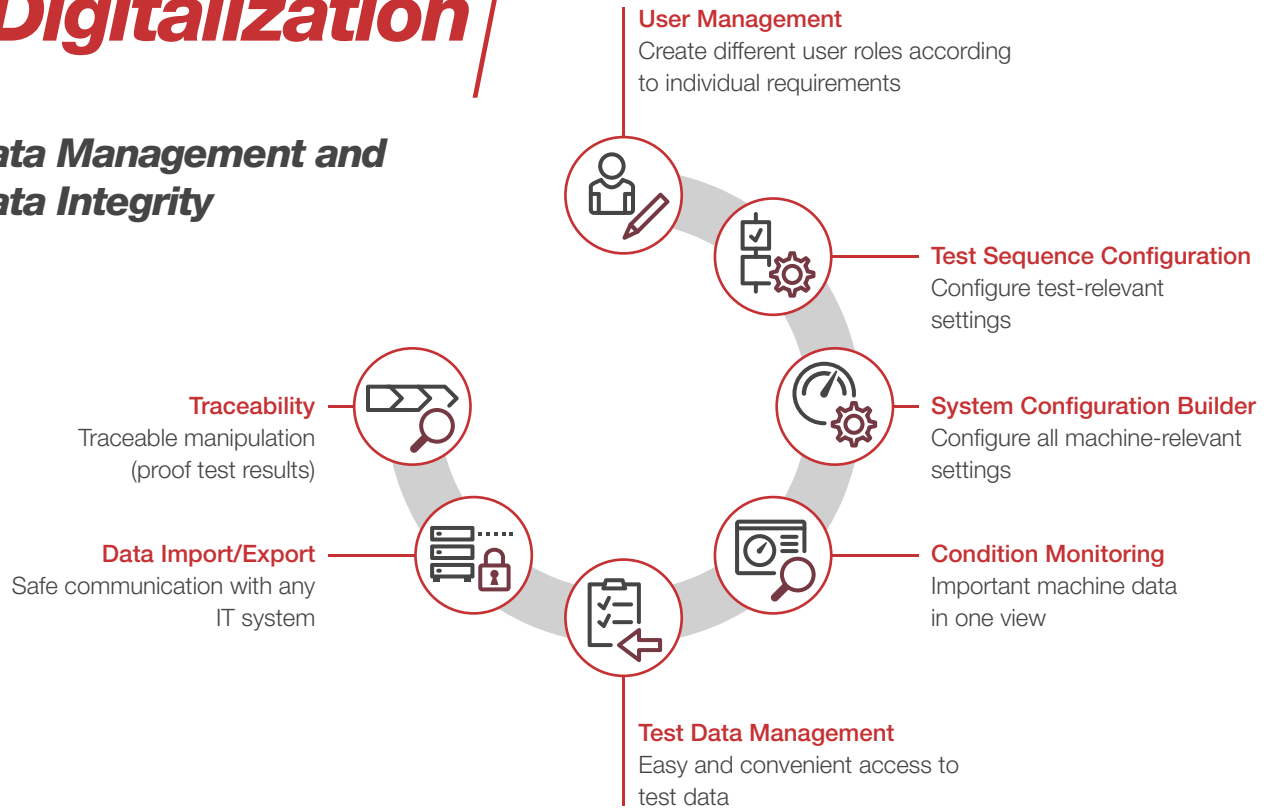 Digitalization
ata Management and
ata Integrity
User Management
Create different user roles according
to individual requirements
Test Sequence Configuration
Configure test-relevant
settings
System Configuration Builder
Configure all machine-relevant
settings
Condition Monitoring
Important machine data
in one view
Test Data Management
Easy and convenient access to
test data
Data Import/Export
Safe communication with any
IT system
Traceability
Traceable manipulation
(proof test results)